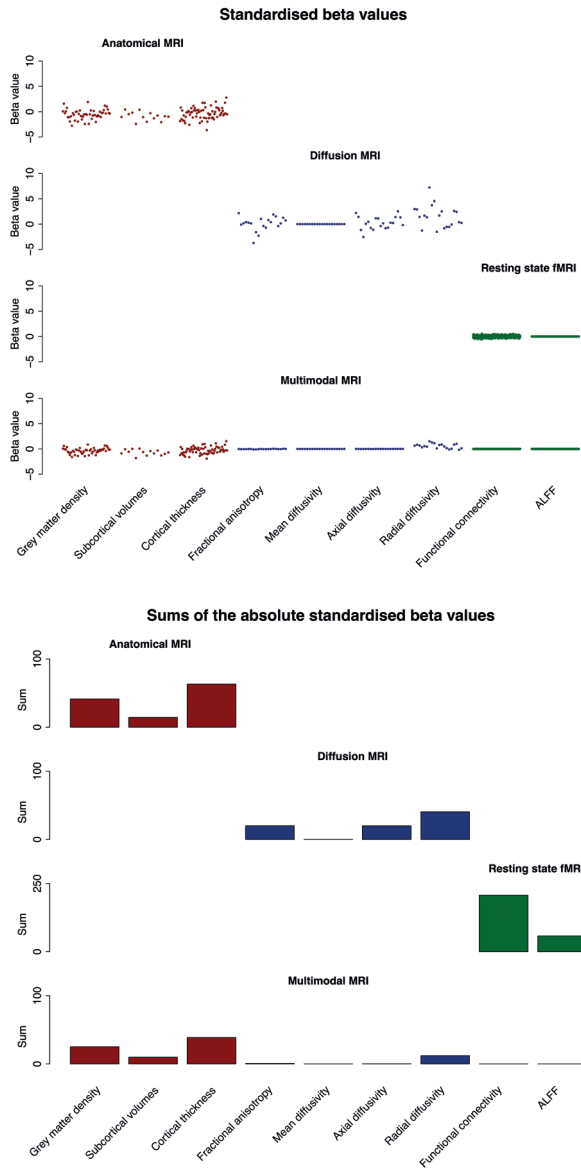 Standardised beta values
Anatomical MRI
Beta value
10
5
0
−5
Diffusion MRI
Beta value
10
5
0
−5
Resting state fMRI
Beta value
10
5
0
−5
Multimodal MRI
Beta value
10
5
0
−5
Grey matter density
Subcortical volumes
Cortical thickness
Fractional anisotropy
Mean diffusivity
Axial diffusivity
Radial diffusivity
Functional connectivity
ALFF
Sums of the absolute standardised beta values
Anatomical MRI
Sum
100
0
Diffusion MRI
Sum
100
0
Resting state fMR
Sum
250
0
Multimodal MRI
Sum
100
0
Grey matter density
Subcortical volumes
Cortical thickness
Fractional anisotropy
Mean diffusivity
Axial diffusivity
Radial diffusivity
Functional connectivity
ALFF